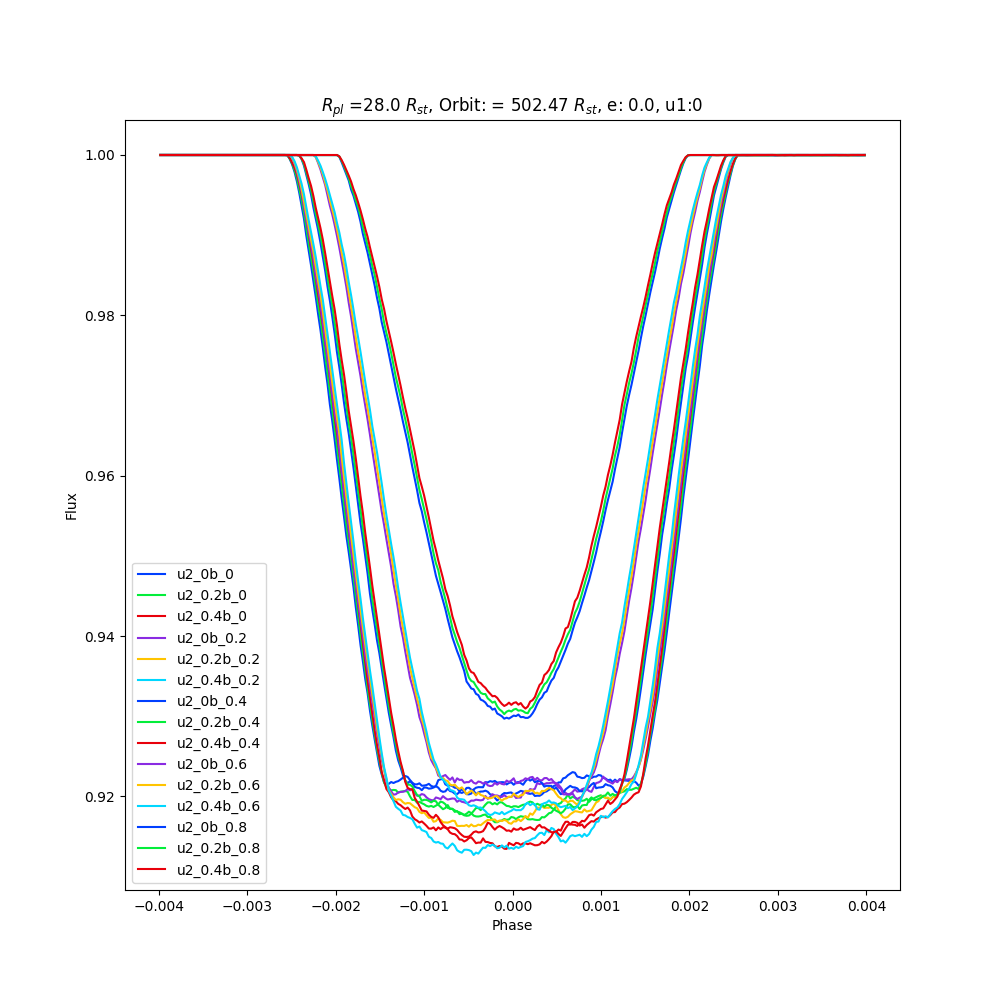 R_pl =28.0 R_st, Orbit: = 502.47 R_st, e: 0.0, u1:0
1.00
0.98
0.96
0.94
0.92
Flux
u2_0b_0
u2_0.2b_0
u2_0.4b_0
u2_0b_0.2
u2_0.2b_0.2
u2_0.4b_0.2
u2_0b_0.4
u2_0.2b_0.4
u2_0.4b_0.4
u2_0b_0.6
u2_0.2b_0.6
u2_0.4b_0.6
u2_0b_0.8
u2_0.2b_0.8
u2_0.4b_0.8
−0.004 −0.003 −0.002 −0.001 0.000 0.001 0.002 0.003 0.004
Phase